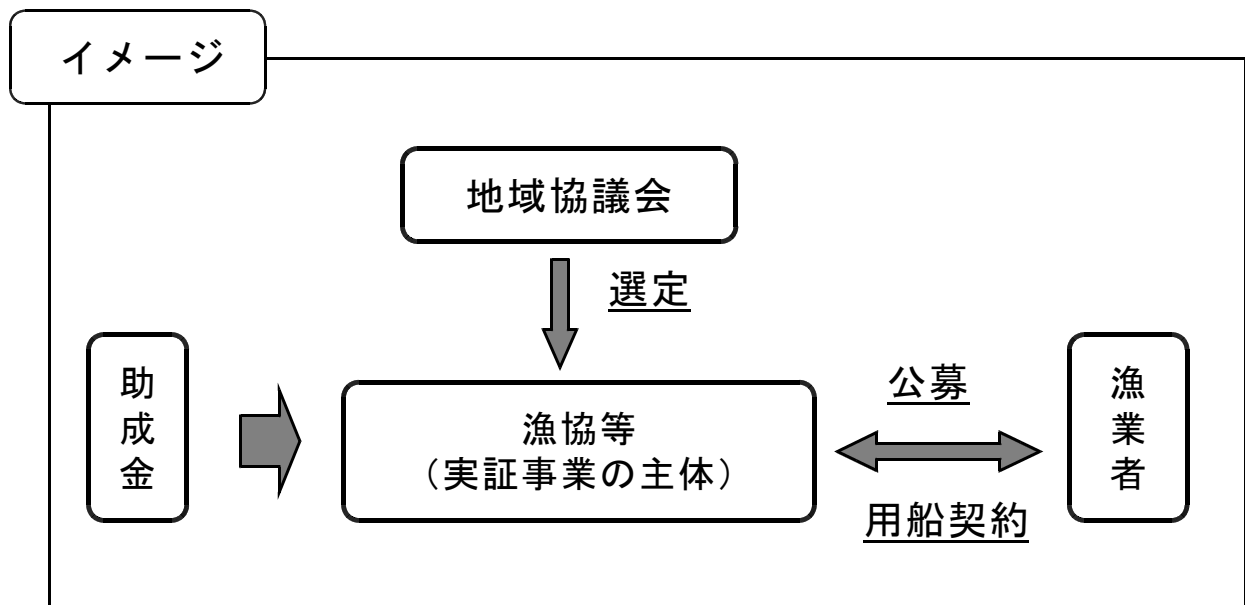 イメージ
地域協議会
選定
助成金
漁協等
（実証事業の主体）
公募
用船契約
漁業者